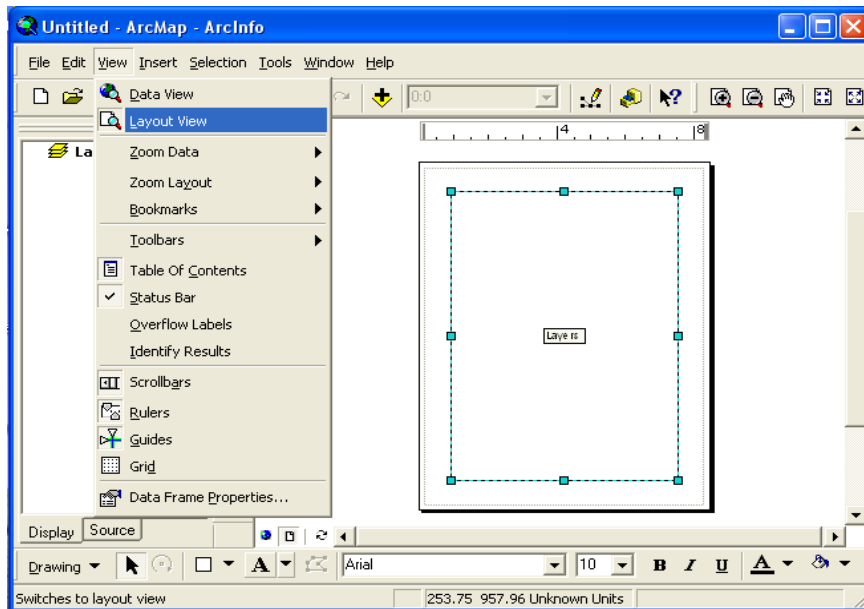 Untitled - ArcMap - ArcInfo
File Edit View Insert Selection Tools Window Help
Data View
0:0
Layout View
4 8
La
Zoom Data
Zoom Layout
Bookmarks
Toolbars
Table Of Contents
Status Bar
Overflow Labels
Identify Results
Layers
Scrollbars
Rulers
Guides
Grid
Data Frame Properties...
Display Source
Drawing A Arial 10 B I U A
Switches to layout view 253.75 957.96 Unknown Units